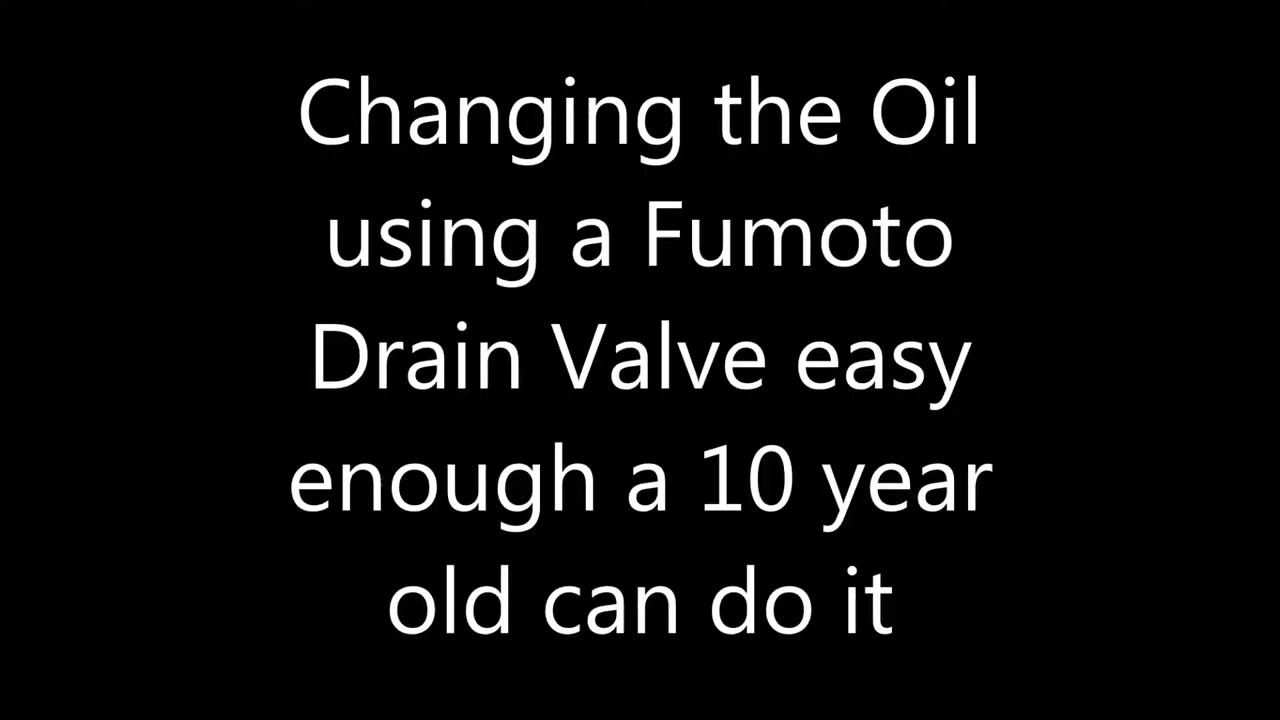 Changing the Oil
using a Fumoto
Drain Valve easy
enough a 10 year
old can do it